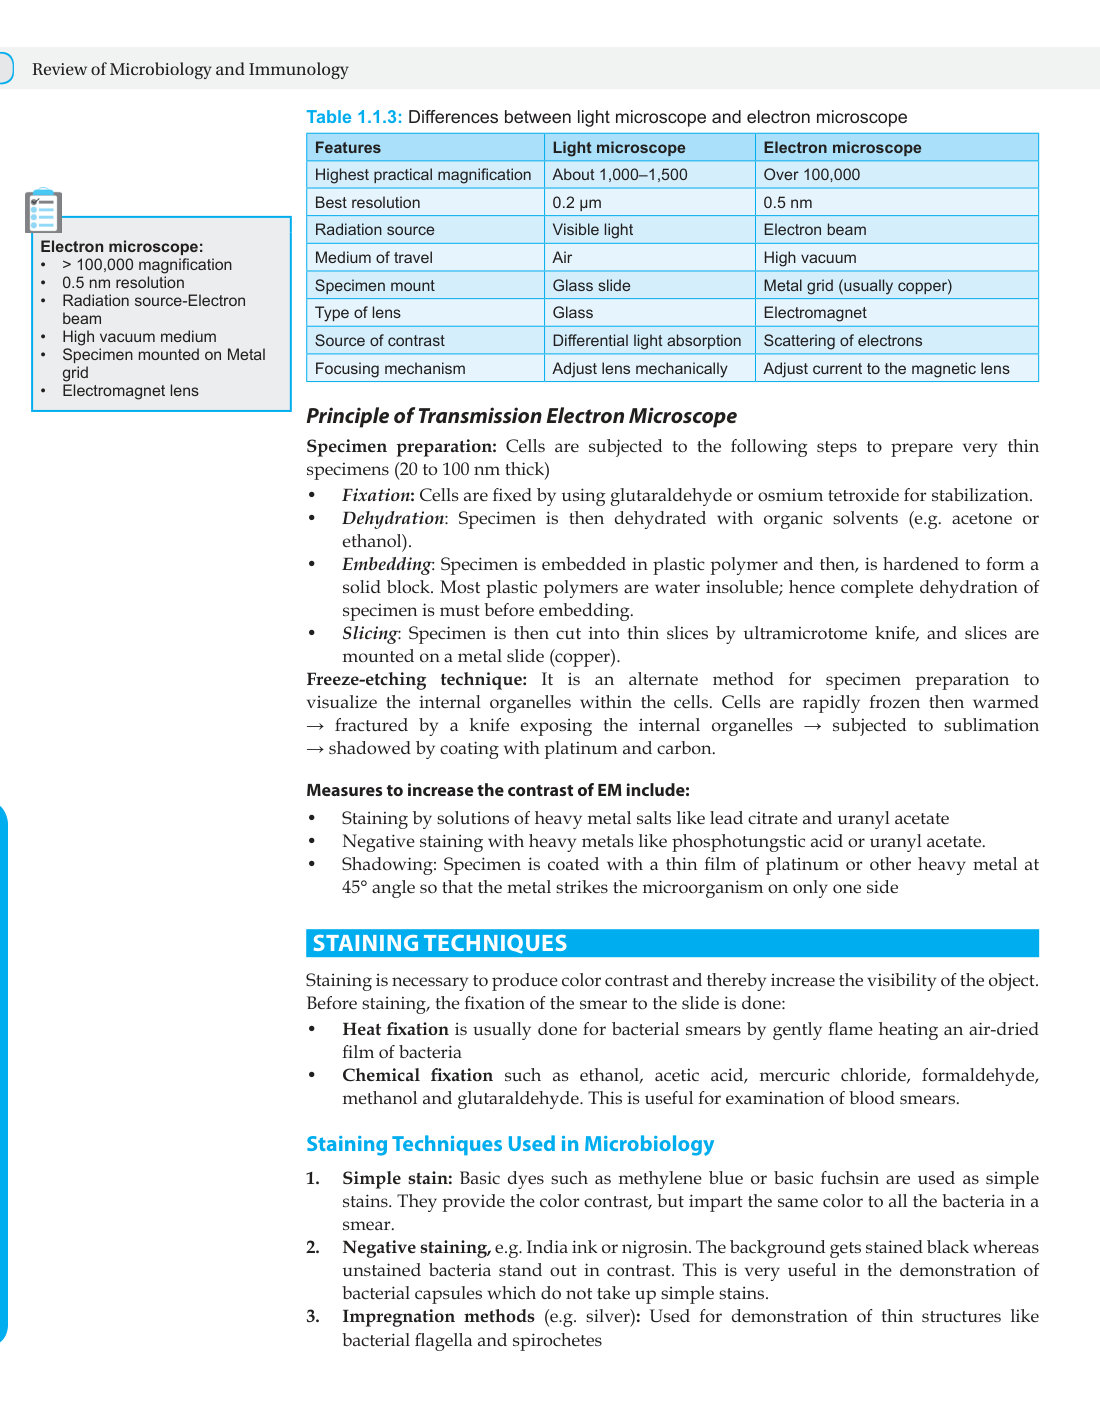 Review of Microbiology and Immunology
Table 1.1.3: Differences between light microscope and electron microscope
Features Light microscope Electron microscope
Highest practical magnification About 1,000–1,500 Over 100,000
Best resolution 0.2 µm 0.5 nm
Radiation source Visible light Electron beam
Medium of travel Air High vacuum
Specimen mount Glass slide Metal grid (usually copper)
Type of lens Glass Electromagnet
Source of contrast Differential light absorption Scattering of electrons
Focusing mechanism Adjust lens mechanically Adjust current to the magnetic lens
Electron microscope:
• > 100,000 magnification
• 0.5 nm resolution
• Radiation source-Electron
beam
• High vacuum medium
• Specimen mounted on Metal
grid
• Electromagnet lens
Principle of Transmission Electron Microscope
Specimen preparation: Cells are subjected to the following steps to prepare very thin
specimens (20 to 100 nm thick)
• Fixation: Cells are fixed by using glutaraldehyde or osmium tetroxide for stabilization.
• Dehydration: Specimen is then dehydrated with organic solvents (e.g. acetone or
ethanol).
• Embedding: Specimen is embedded in plastic polymer and then, is hardened to form a
solid block. Most plastic polymers are water insoluble; hence complete dehydration of
specimen is must before embedding.
• Slicing: Specimen is then cut into thin slices by ultramicrotome knife, and slices are
mounted on a metal slide (copper).
Freeze-etching technique: It is an alternate method for specimen preparation to
visualize the internal organelles within the cells. Cells are rapidly frozen then warmed
→ fractured by a knife exposing the internal organelles → subjected to sublimation
→ shadowed by coating with platinum and carbon.
Measures to increase the contrast of EM include:
• Staining by solutions of heavy metal salts like lead citrate and uranyl acetate
• Negative staining with heavy metals like phosphotungstic acid or uranyl acetate.
• Shadowing: Specimen is coated with a thin film of platinum or other heavy metal at
45° angle so that the metal strikes the microorganism on only one side
STAINING TECHNIQUES
Staining is necessary to produce color contrast and thereby increase the visibility of the object.
Before staining, the fixation of the smear to the slide is done:
• Heat fixation is usually done for bacterial smears by gently flame heating an air-dried
film of bacteria
• Chemical fixation such as ethanol, acetic acid, mercuric chloride, formaldehyde,
methanol and glutaraldehyde. This is useful for examination of blood smears.
Staining Techniques Used in Microbiology
1. Simple stain: Basic dyes such as methylene blue or basic fuchsin are used as simple
stains. They provide the color contrast, but impart the same color to all the bacteria in a
smear.
2. Negative staining, e.g. India ink or nigrosin. The background gets stained black whereas
unstained bacteria stand out in contrast. This is very useful in the demonstration of
bacterial capsules which do not take up simple stains.
3. Impregnation methods (e.g. silver): Used for demonstration of thin structures like
bacterial flagella and spirochetes